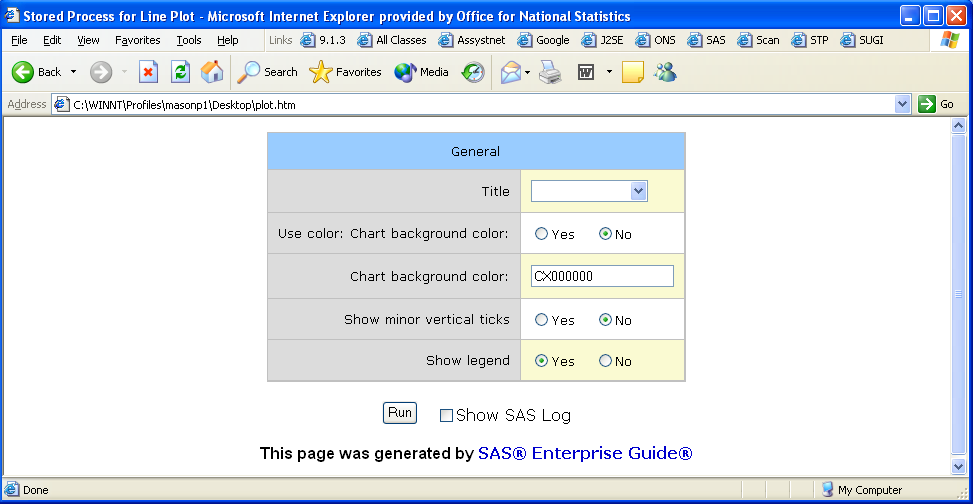 Stored Process for Line Plot - Microsoft Internet Explorer provided by Office for National Statistics
File Edit View Favorites Tools Help Links 9.1.3 All Classes Assystnet Google J2SE ONS SAS Scan STP SUGI
Back Search Favorites Media
Address C:\WINNT\Profiles\masonp1\Desktop\plot.htm Go
General
Title
Use color: Chart background color: Yes No
Chart background color: CX000000
Show minor vertical ticks Yes No
Show legend Yes No
Run Show SAS Log
This page was generated by SAS® Enterprise Guide®
Done My Computer